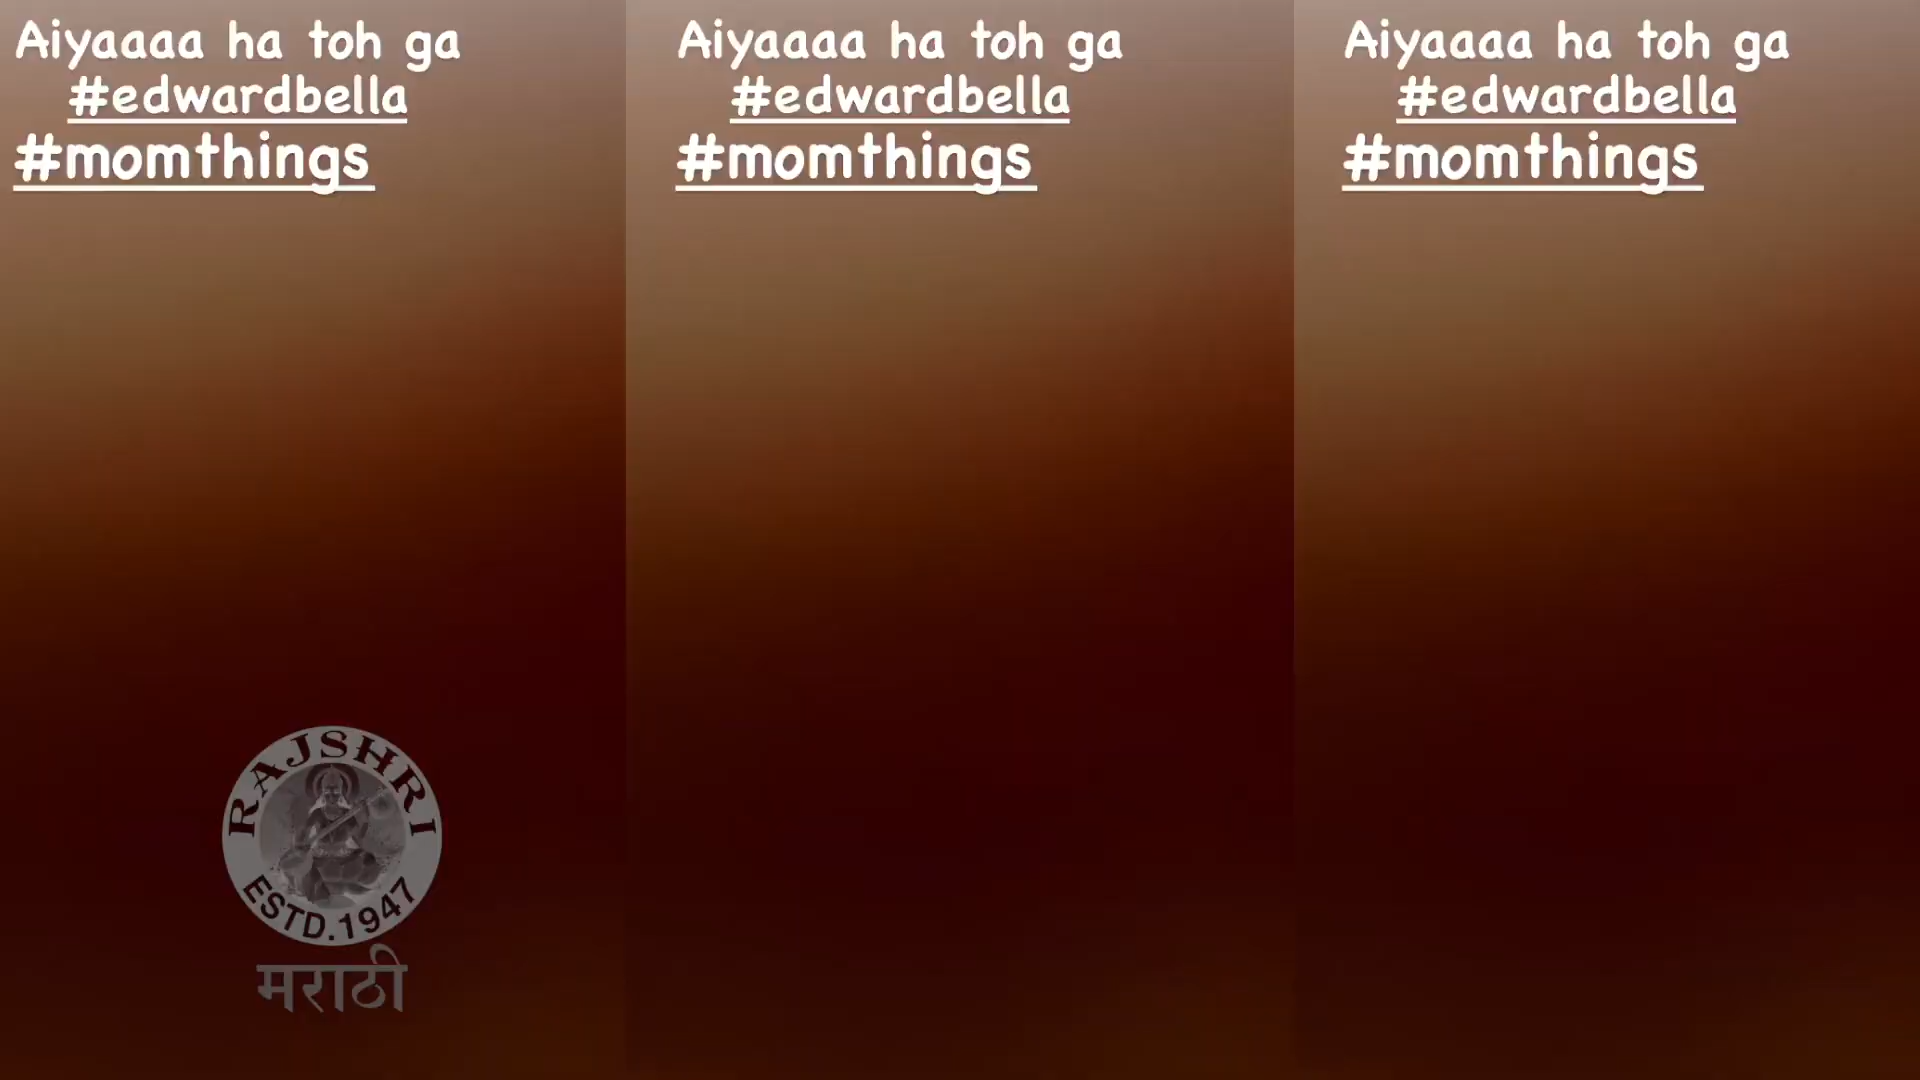 Aiyaaaa ha toh ga
#edwardbella
#momthings
Aiyaaaa ha toh ga
#edwardbella
#momthings
Aiyaaaa ha toh ga
#edwardbella
#momthings
RAJSHRI
ESTD.1947
मराठी